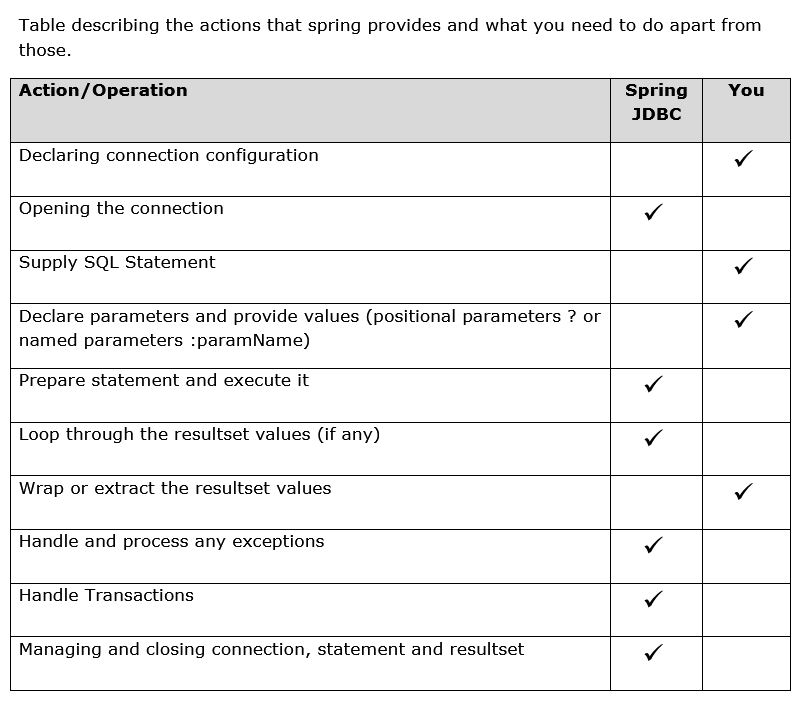 Table describing the actions that spring provides and what you need to do apart from
those.
Action/Operation Spring You
JDBC
Declaring connection configuration ✓
Opening the connection ✓
Supply SQL Statement ✓
Declare parameters and provide values (positional parameters ? or ✓
named parameters :paramName)
Prepare statement and execute it ✓
Loop through the resultset values (if any) ✓
Wrap or extract the resultset values ✓
Handle and process any exceptions ✓
Handle Transactions ✓
Managing and closing connection, statement and resultset ✓